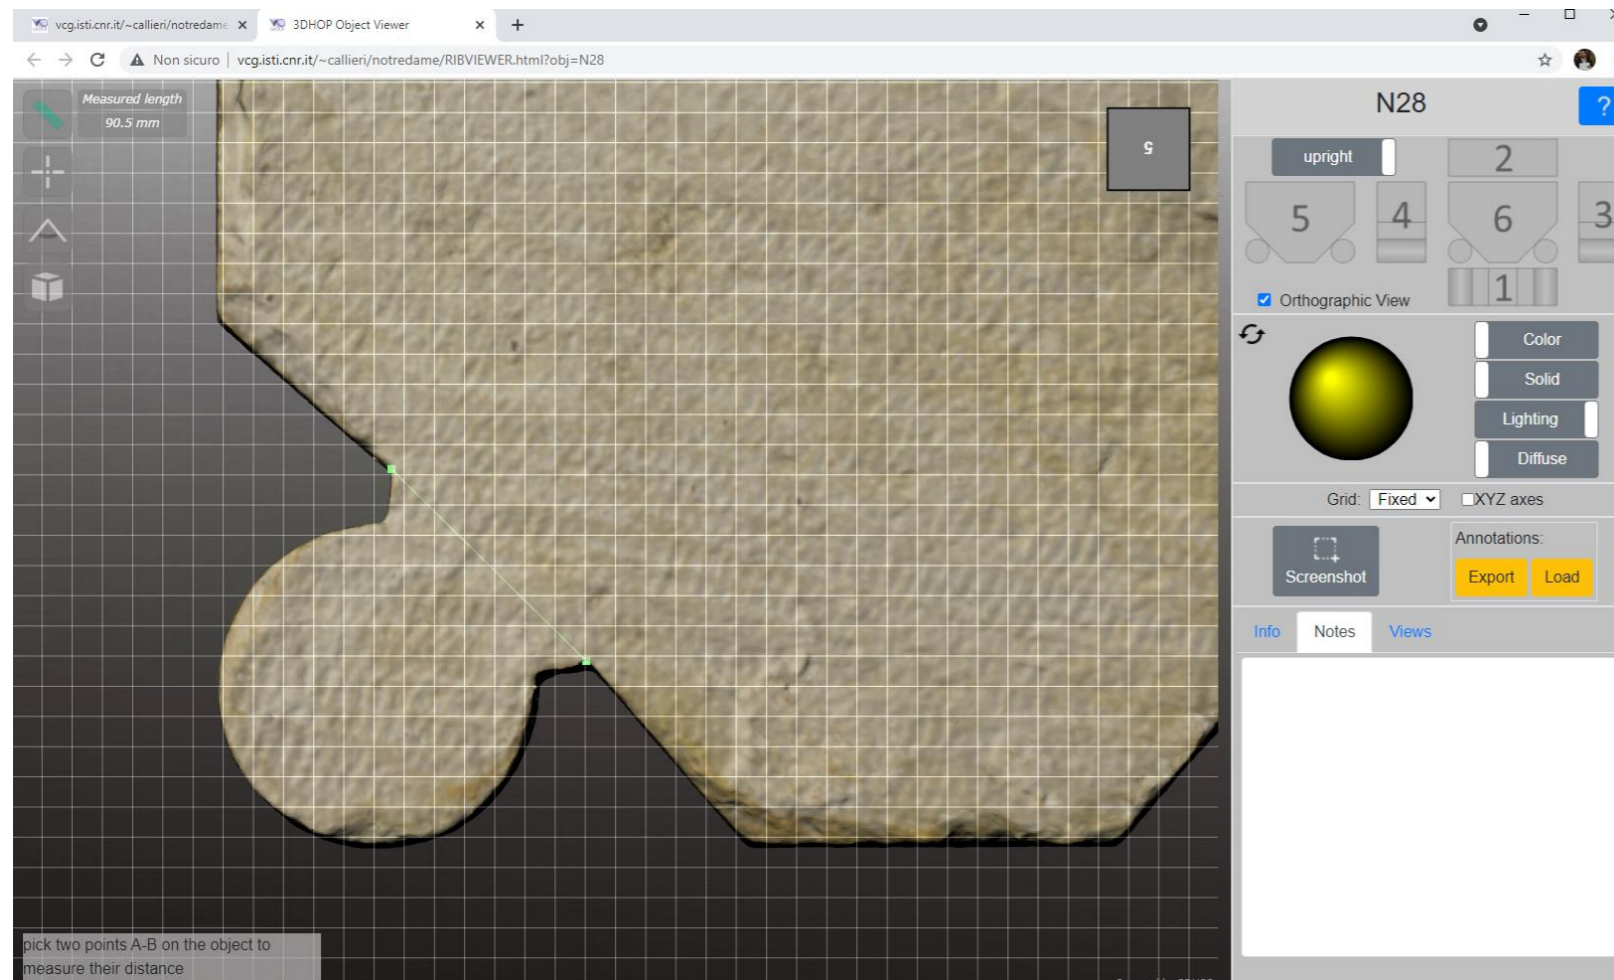 vcg.isti.cnr.it/~callieri/notredame
3DHOP Object Viewer
Non sicuro
vcg.isti.cnr.it/~callieri/notredame/RIBVIEWER.html?obj=N28
Measured length
90.5 mm
5
N28
?
upright
2
5
4
6
3
1
Orthographic View
Color
Solid
Lighting
Diffuse
Grid:
Fixed
XYZ axes
Screenshot
Annotations:
Export
Load
Info
Notes
Views
pick two points A-B on the object to
measure their distance